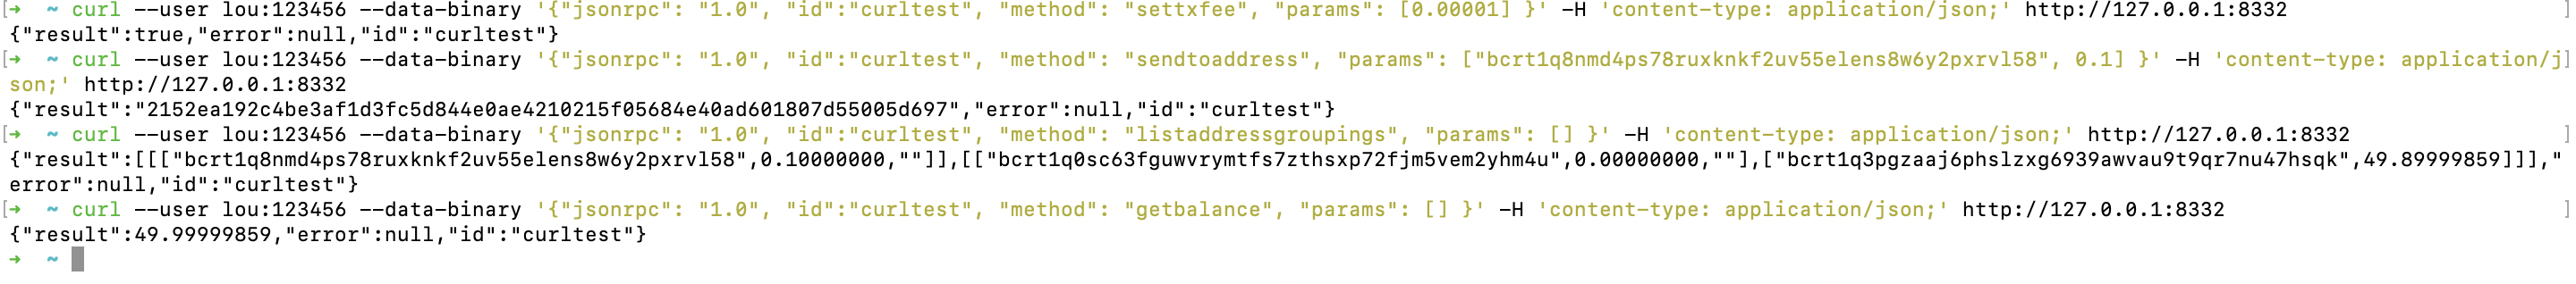 [➜  ~ curl --user lou:123456 --data-binary '{"jsonrpc": "1.0", "id":"curltest", "method": "settxfee", "params": [0.00001] }' -H 'content-type: application/json;' http://127.0.0.1:8332 ]
{"result":true,"error":null,"id":"curltest"}
[➜  ~ curl --user lou:123456 --data-binary '{"jsonrpc": "1.0", "id":"curltest", "method": "sendtoaddress", "params": ["bcrt1q8nmd4ps78ruxknkf2uv55elens8w6y2pxrvl58", 0.1] }' -H 'content-type: application/j]
son;' http://127.0.0.1:8332
{"result":"2152ea192c4be3af1d3fc5d844e0ae4210215f05684e40ad601807d55005d697","error":null,"id":"curltest"}
[➜  ~ curl --user lou:123456 --data-binary '{"jsonrpc": "1.0", "id":"curltest", "method": "listaddressgroupings", "params": [] }' -H 'content-type: application/json;' http://127.0.0.1:8332 ]
{"result":[[["bcrt1q8nmd4ps78ruxknkf2uv55elens8w6y2pxrvl58",0.10000000,""]],[["bcrt1q0sc63fguwvrymtfs7zthsxp72fjm5vem2yhm4u",0.00000000,""],["bcrt1q3pgzaaj6phslzxg6939awvau9t9qr7nu47hsqk",49.89999859]]],"
error":null,"id":"curltest"}
[➜  ~ curl --user lou:123456 --data-binary '{"jsonrpc": "1.0", "id":"curltest", "method": "getbalance", "params": [] }' -H 'content-type: application/json;' http://127.0.0.1:8332 ]
{"result":49.99999859,"error":null,"id":"curltest"}
➜  ~